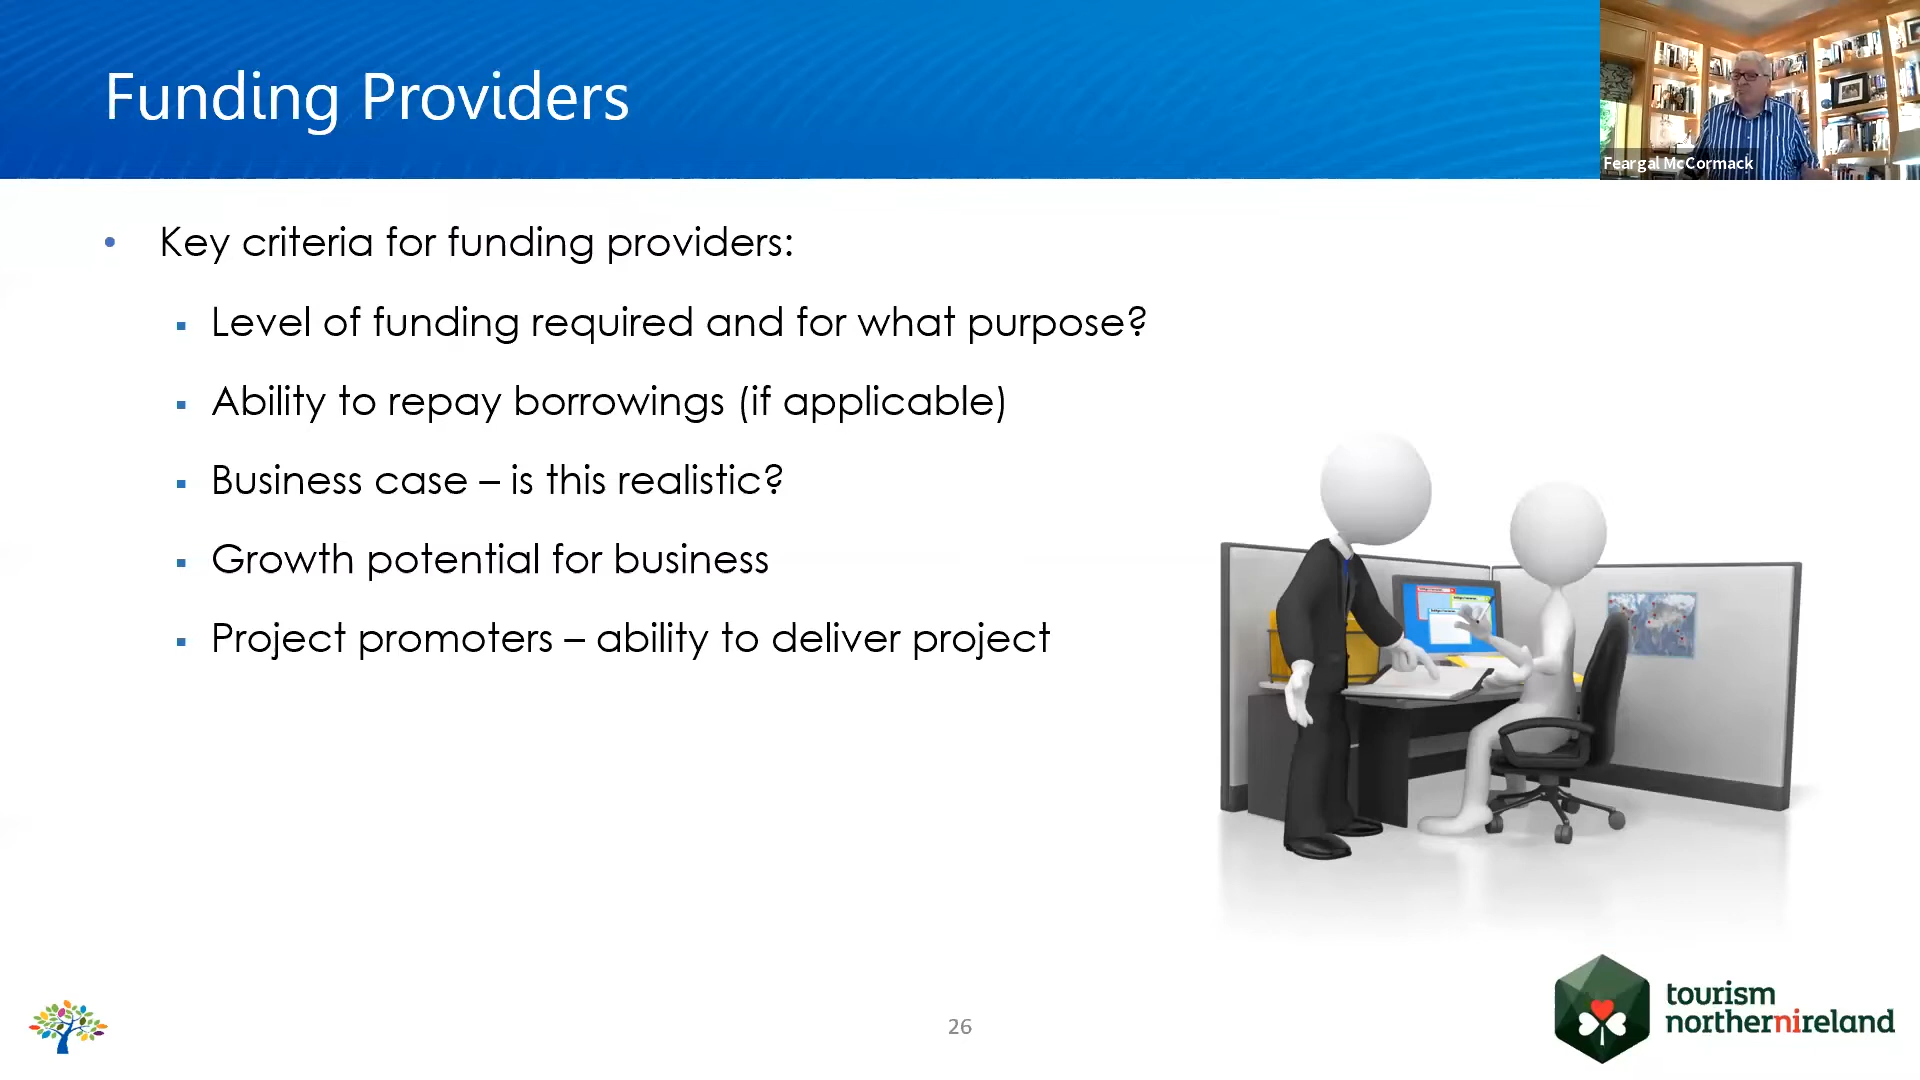 Funding Providers
Feargal McCormack
• Key criteria for funding providers:
▪ Level of funding required and for what purpose?
▪ Ability to repay borrowings (if applicable)
▪ Business case – is this realistic?
▪ Growth potential for business
▪ Project promoters – ability to deliver project
26
tourism
northernireland